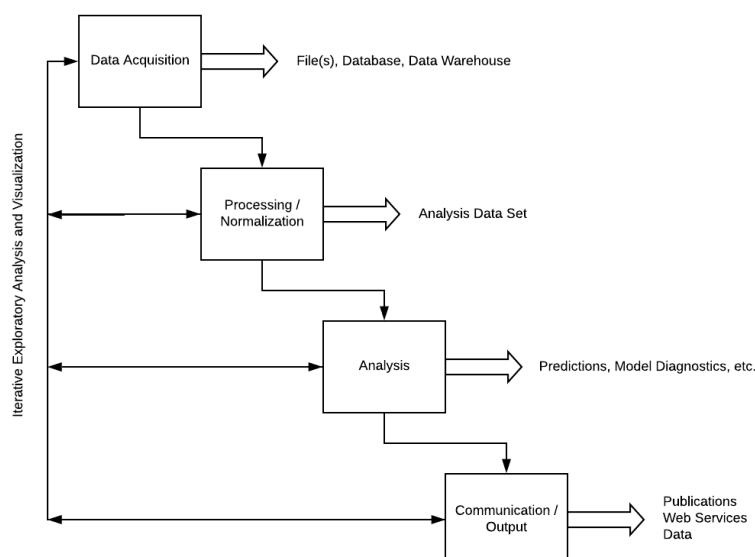 Data Acquisition
File(s), Database, Data Warehouse
Iterative Exploratory Analysis and Visualization
Processing /
Normalization
Analysis Data Set
Analysis
Predictions, Model Diagnostics, etc.
Communication /
Output
Publications
Web Services
Data